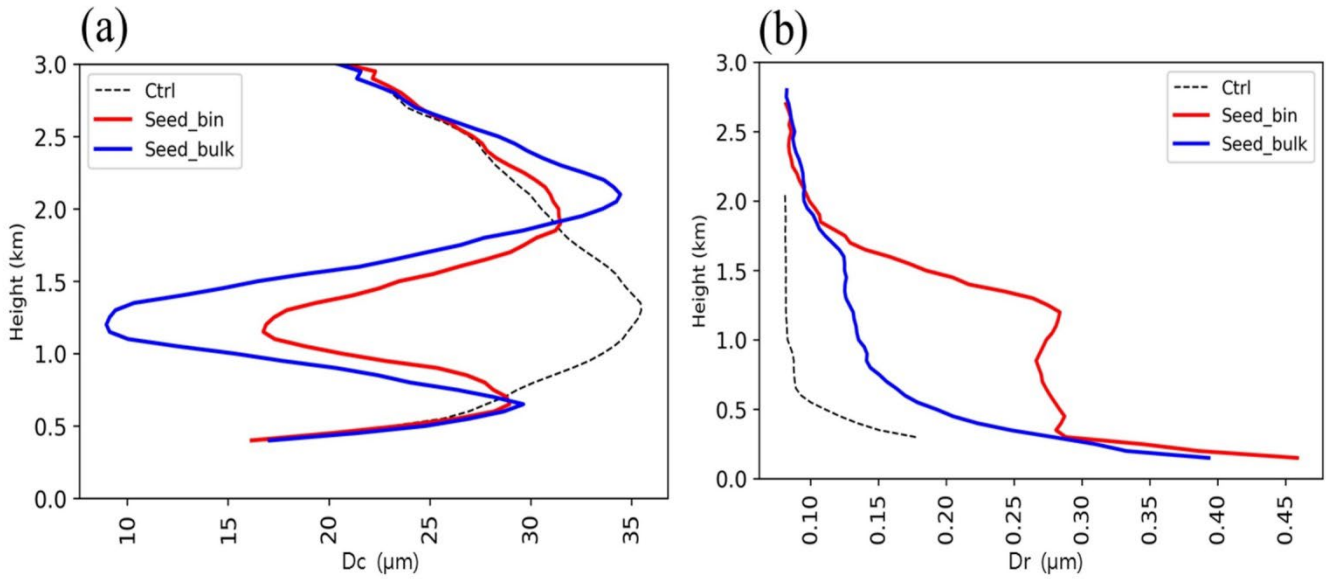 (a)
3.0
2.5
2.0
1.5
1.0
0.5
0.0
Height (km)
Ctrl
Seed_bin
Seed_bulk
10 15 20 25 30 35
Dc (μm)
(b)
3.0
2.5
2.0
1.5
1.0
0.5
0.0
Height (km)
Ctrl
Seed_bin
Seed_bulk
0.10 0.15 0.20 0.25 0.30 0.35 0.40 0.45
Dr (μm)